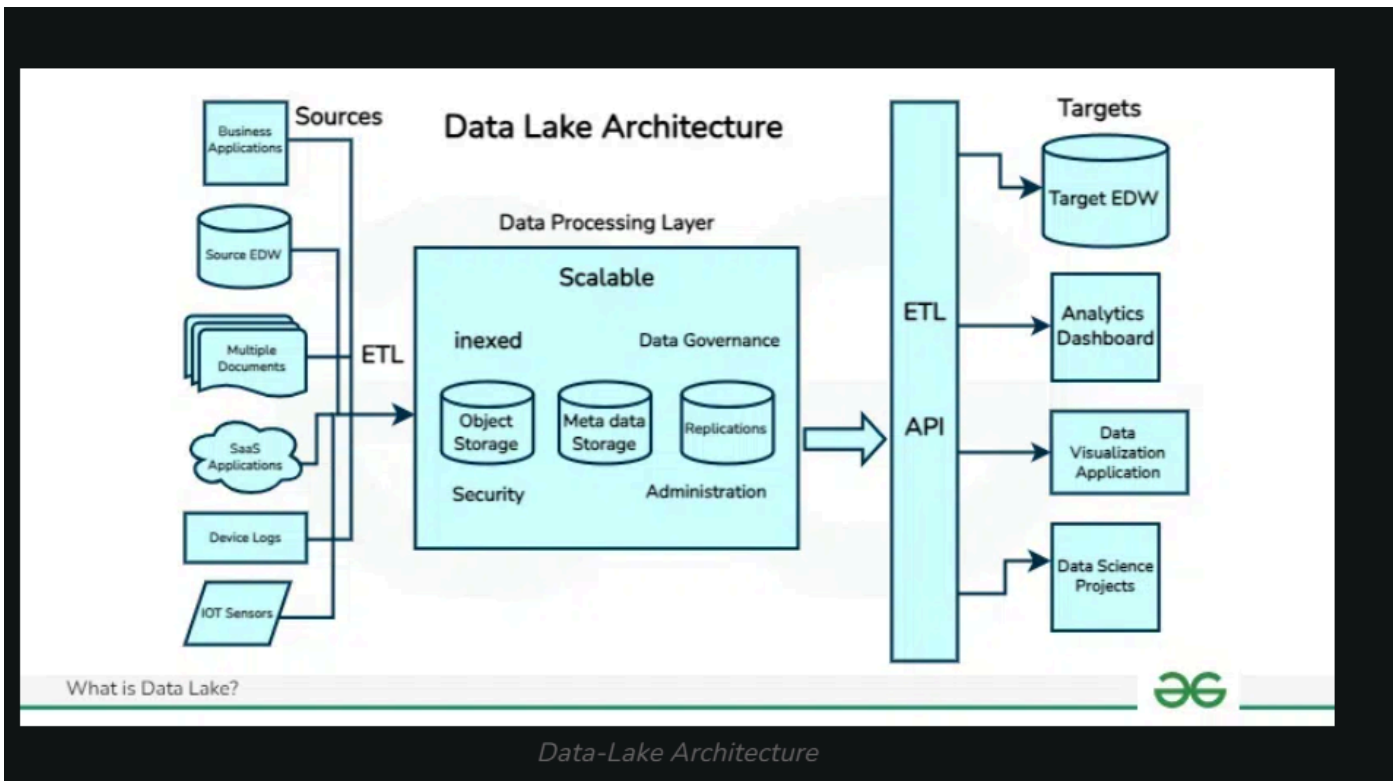 Sources
Business
Applications
Source EDW
Multiple
Documents
SaaS
Applications
Device Logs
IOT Sensors
ETL
Data Lake Architecture
Data Processing Layer
Scalable
inexed
Data Governance
Object
Storage
Meta data
Storage
Replications
Security
Administration
ETL
API
Targets
Target EDW
Analytics
Dashboard
Data
Visualization
Application
Data Science
Projects
What is Data Lake?
Data-Lake Architecture